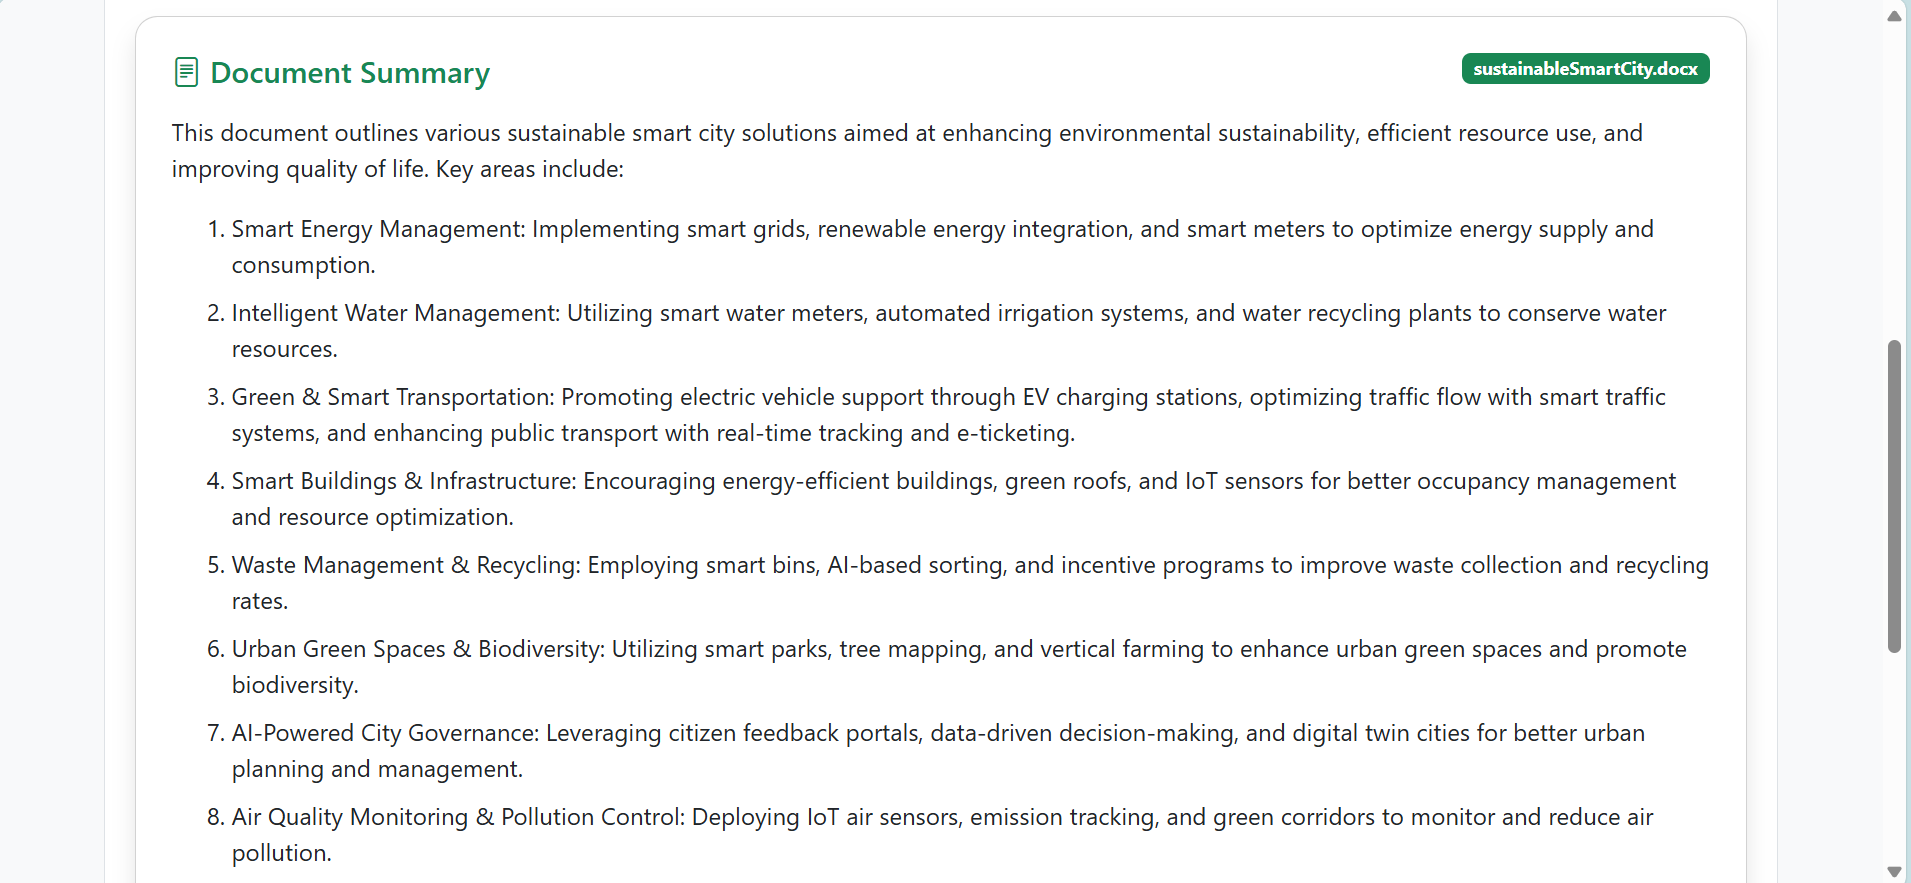 Document Summary
sustainableSmartCity.docx
This document outlines various sustainable smart city solutions aimed at enhancing environmental sustainability, efficient resource use, and
improving quality of life. Key areas include:
1. Smart Energy Management: Implementing smart grids, renewable energy integration, and smart meters to optimize energy supply and
consumption.
2. Intelligent Water Management: Utilizing smart water meters, automated irrigation systems, and water recycling plants to conserve water
resources.
3. Green & Smart Transportation: Promoting electric vehicle support through EV charging stations, optimizing traffic flow with smart traffic
systems, and enhancing public transport with real-time tracking and e-ticketing.
4. Smart Buildings & Infrastructure: Encouraging energy-efficient buildings, green roofs, and IoT sensors for better occupancy management
and resource optimization.
5. Waste Management & Recycling: Employing smart bins, AI-based sorting, and incentive programs to improve waste collection and recycling
rates.
6. Urban Green Spaces & Biodiversity: Utilizing smart parks, tree mapping, and vertical farming to enhance urban green spaces and promote
biodiversity.
7. AI-Powered City Governance: Leveraging citizen feedback portals, data-driven decision-making, and digital twin cities for better urban
planning and management.
8. Air Quality Monitoring & Pollution Control: Deploying IoT air sensors, emission tracking, and green corridors to monitor and reduce air
pollution.